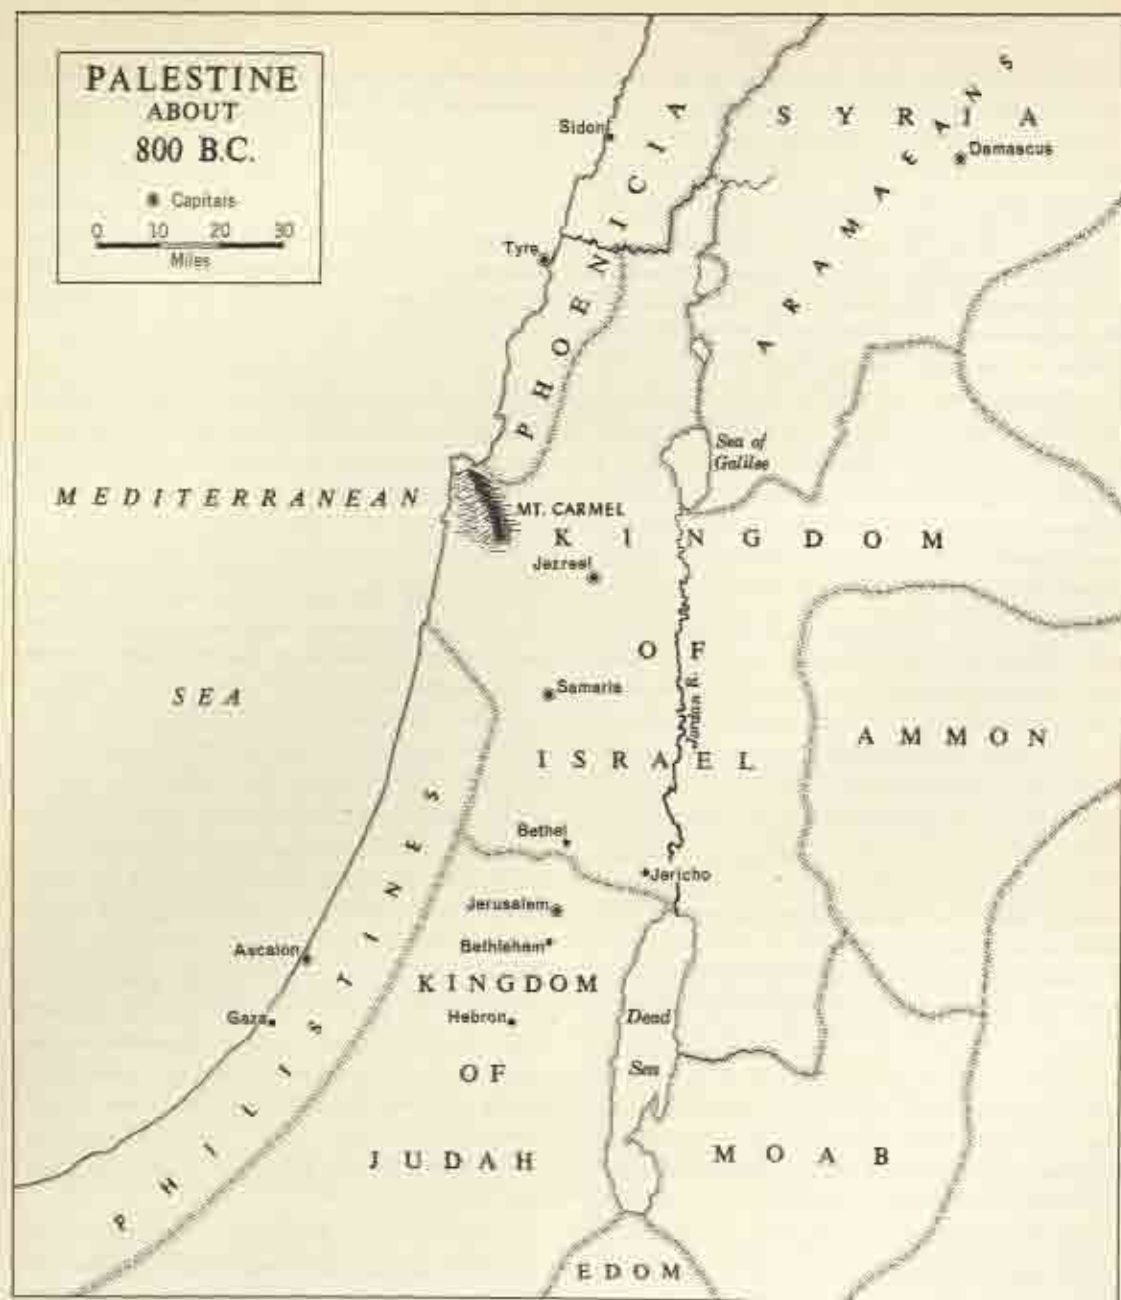 PALESTINE
ABOUT
800 B.C.
Capitals
0 10 20 30
Miles
SYRIA
ARAMAEANS
Damascus
Sidon
PHOENICIA
Tyre
Sea of
Galilee
MEDITERRANEAN
SEA
MT. CARMEL
KINGDOM
OF
ISRAEL
Jezreel
Samaria
Jordan R.
AMMON
Bethel
Jericho
Jerusalem
Bethlehem
KINGDOM
OF
JUDAH
Hebron
Ascalon
Gaza
PHILISTINES
Dead
Sea
MOAB
EDOM